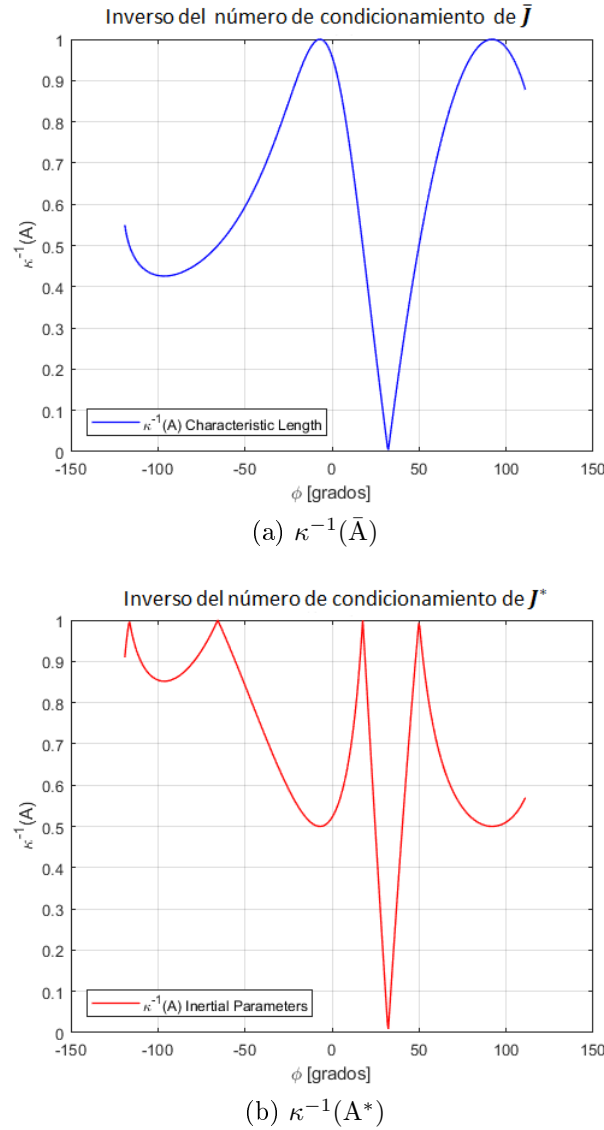 Inverso del número de condicionamiento de J̄
1
0.9
0.8
0.7
0.6
0.5
0.4
0.3
0.2
0.1
0
κ⁻¹(A)
κ⁻¹(A) Characteristic Length
-150 -100 -50 0 50 100 150
ϕ [grados]
(a) κ⁻¹(Ā)
Inverso del número de condicionamiento de J*
1
0.9
0.8
0.7
0.6
0.5
0.4
0.3
0.2
0.1
0
κ⁻¹(A)
κ⁻¹(A) Inertial Parameters
-150 -100 -50 0 50 100 150
ϕ [grados]
(b) κ⁻¹(A*)